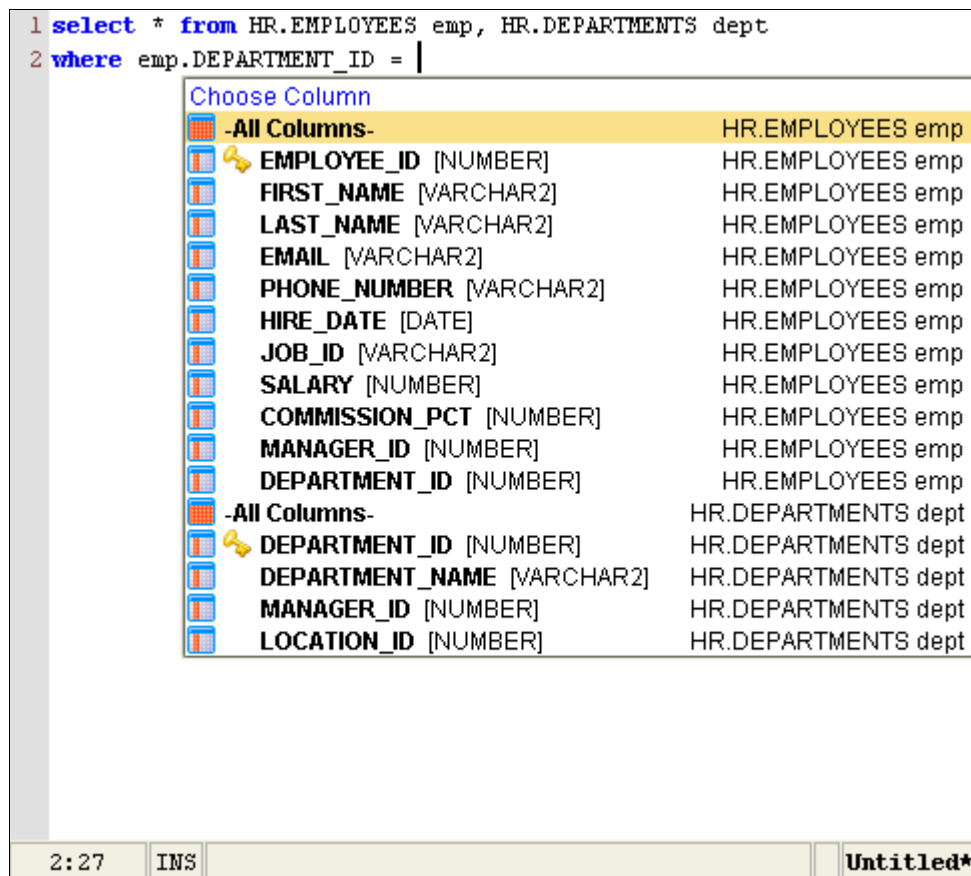 1 select * from HR.EMPLOYEES emp, HR.DEPARTMENTS dept
2 where emp.DEPARTMENT_ID =
Choose Column
-All Columns- HR.EMPLOYEES emp
EMPLOYEE_ID [NUMBER] HR.EMPLOYEES emp
FIRST_NAME [VARCHAR2] HR.EMPLOYEES emp
LAST_NAME [VARCHAR2] HR.EMPLOYEES emp
EMAIL [VARCHAR2] HR.EMPLOYEES emp
PHONE_NUMBER [VARCHAR2] HR.EMPLOYEES emp
HIRE_DATE [DATE] HR.EMPLOYEES emp
JOB_ID [VARCHAR2] HR.EMPLOYEES emp
SALARY [NUMBER] HR.EMPLOYEES emp
COMMISSION_PCT [NUMBER] HR.EMPLOYEES emp
MANAGER_ID [NUMBER] HR.EMPLOYEES emp
DEPARTMENT_ID [NUMBER] HR.EMPLOYEES emp
-All Columns- HR.DEPARTMENTS dept
DEPARTMENT_ID [NUMBER] HR.DEPARTMENTS dept
DEPARTMENT_NAME [VARCHAR2] HR.DEPARTMENTS dept
MANAGER_ID [NUMBER] HR.DEPARTMENTS dept
LOCATION_ID [NUMBER] HR.DEPARTMENTS dept
2:27 INS Untitled*